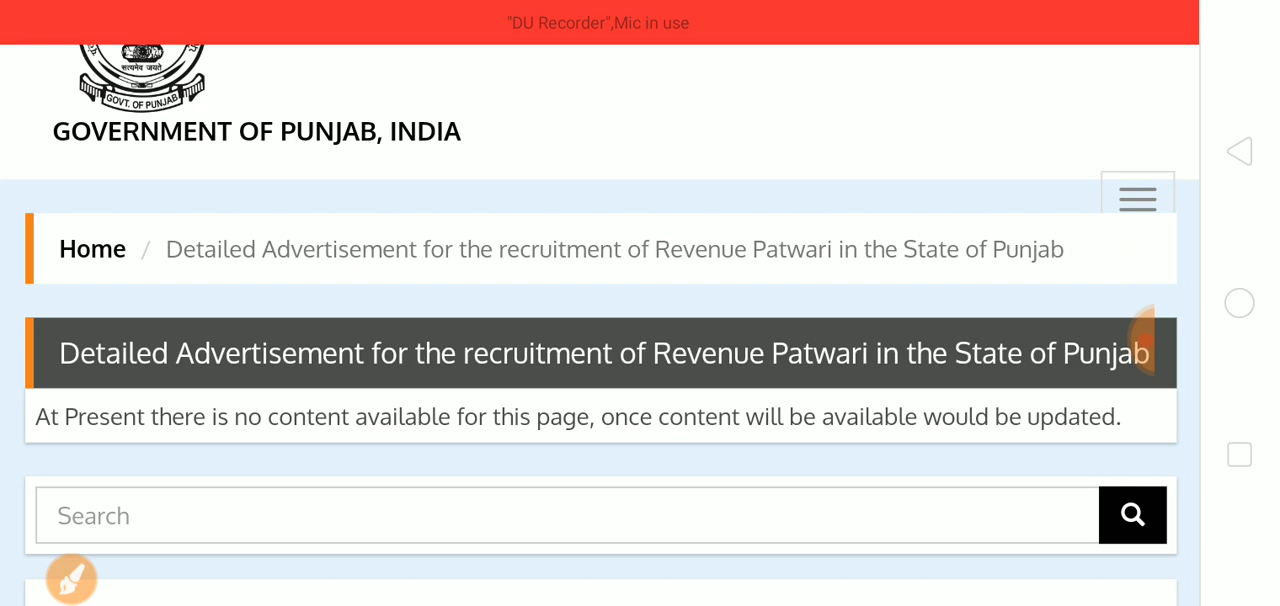 "DU Recorder",Mic in use
सत्यमेव जयते
GOVT. OF PUNJAB
GOVERNMENT OF PUNJAB, INDIA
Home / Detailed Advertisement for the recruitment of Revenue Patwari in the State of Punjab
Detailed Advertisement for the recruitment of Revenue Patwari in the State of Punjab
At Present there is no content available for this page, once content will be available would be updated.
Search